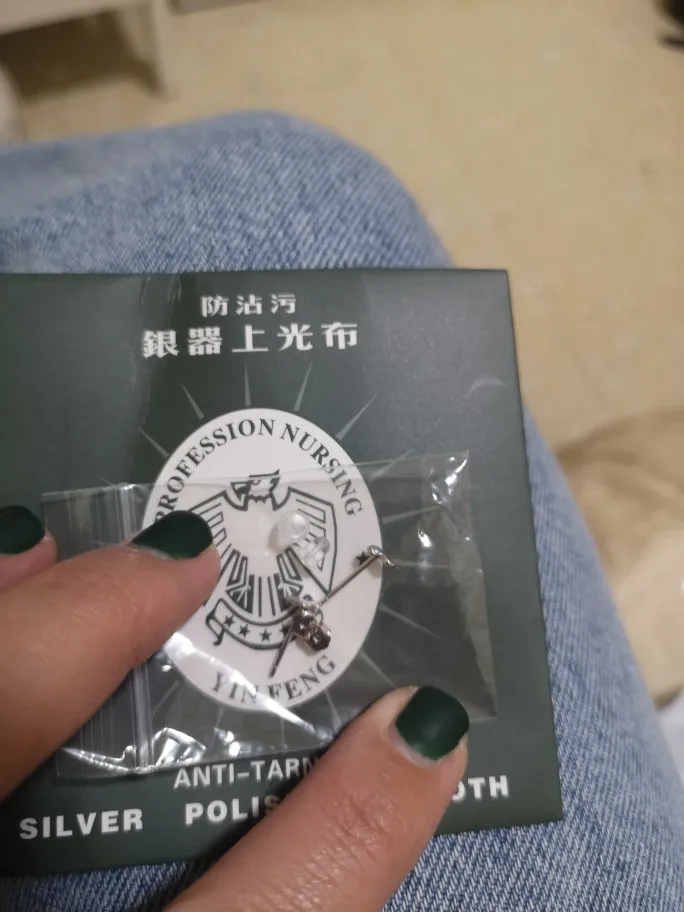 防沾污
銀器上光布
PROFESSION NURSING
YIN FENG
ANTI-TARN
SILVER POLIS OTH